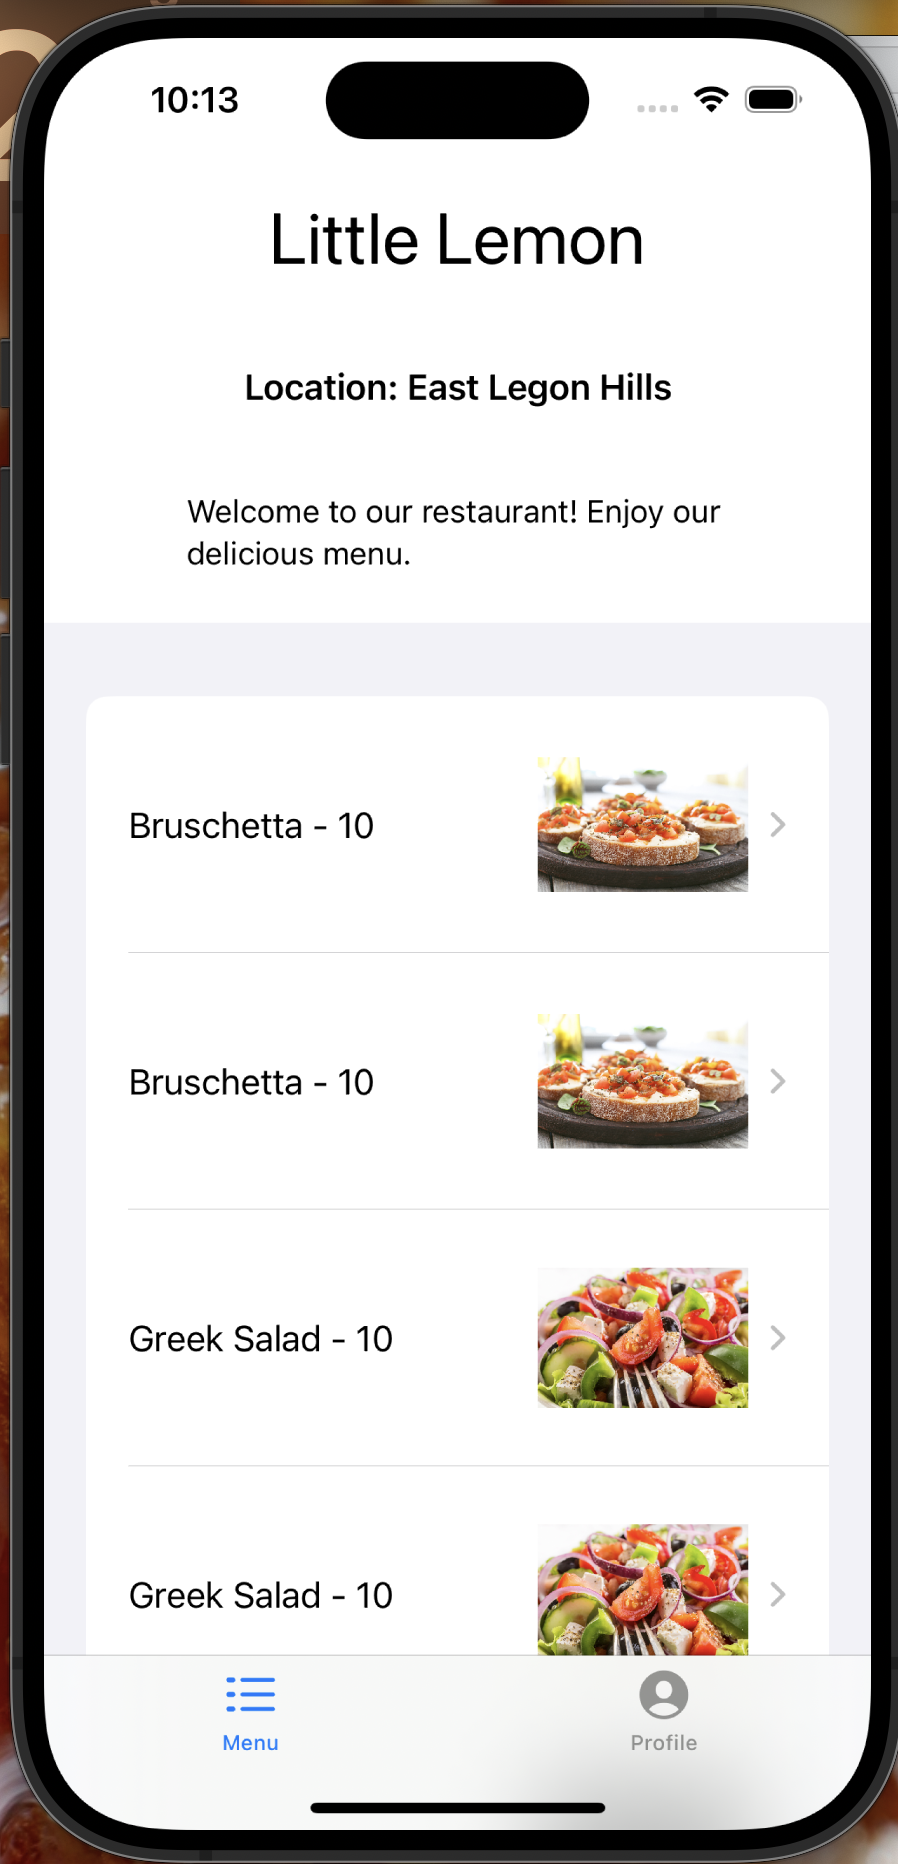 10:13
Little Lemon
Location: East Legon Hills
Welcome to our restaurant! Enjoy our
delicious menu.
Bruschetta - 10
Bruschetta - 10
Greek Salad - 10
Greek Salad - 10
Menu
Profile